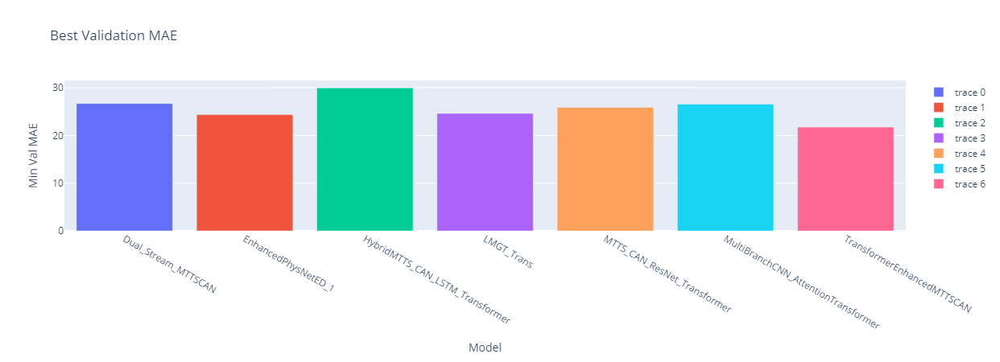 Best Validation MAE
Min Val MAE
30
20
10
0
Dual_Stream_MTTSCAN
EnhancedPhysNetED_1
HybridMTTS_CAN_LSTM_Transformer
LMGT_Trans
MTTS_CAN_ResNet_Transformer
MultiBranchCNN_AttentionTransformer
TransformerEnhancedMTTSCAN
Model
trace 0
trace 1
trace 2
trace 3
trace 4
trace 5
trace 6